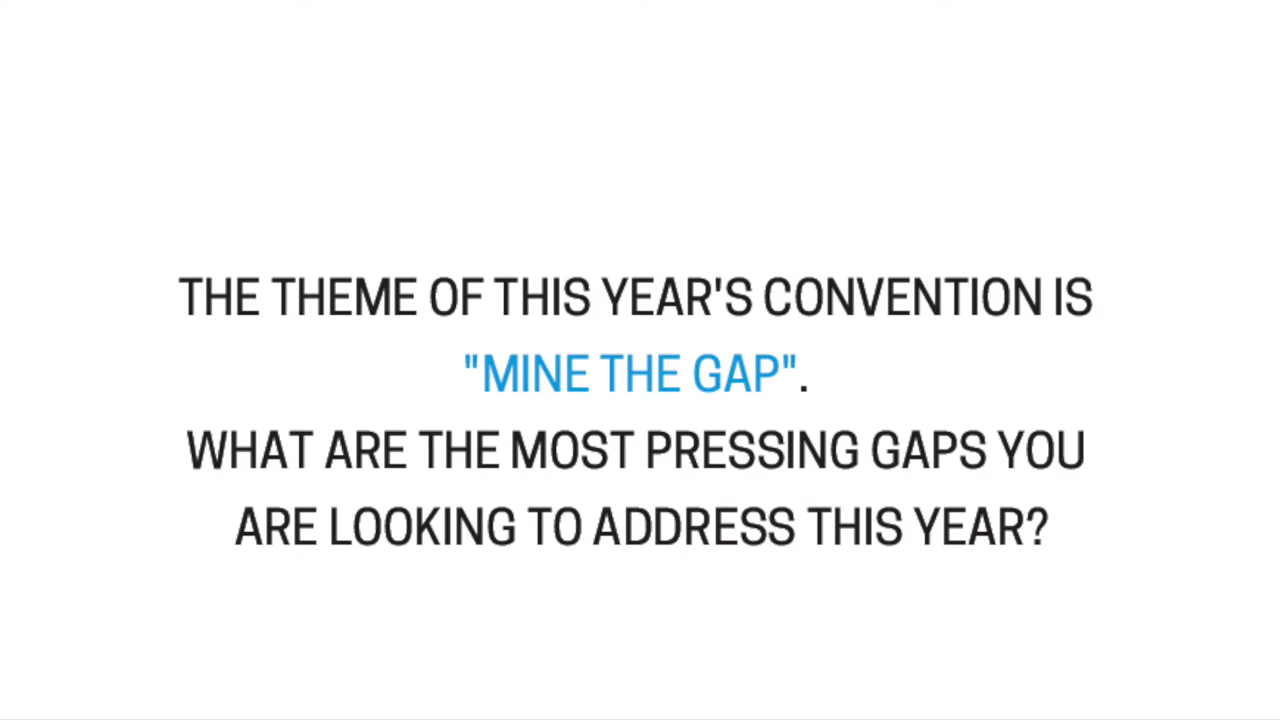 THE THEME OF THIS YEAR'S CONVENTION IS
"MINE THE GAP".
WHAT ARE THE MOST PRESSING GAPS YOU
ARE LOOKING TO ADDRESS THIS YEAR?